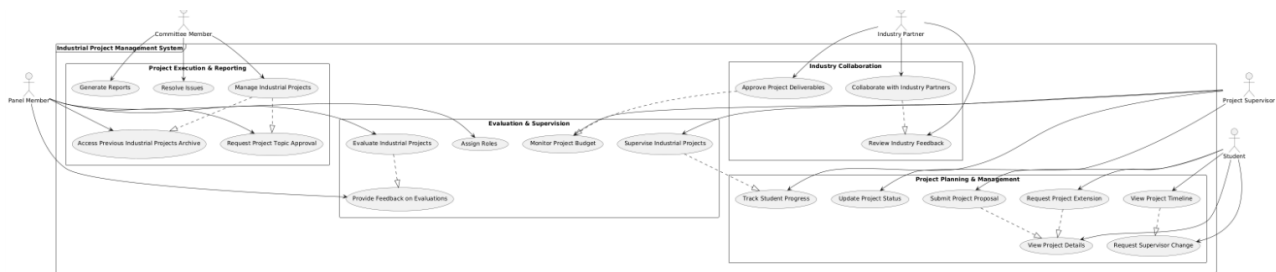 Committee Member
Industry Partner
Industrial Project Management System
Project Execution & Reporting
Industry Collaboration
Generate Reports
Resolve Issues
Manage Industrial Projects
Approve Project Deliverables
Collaborate with Industry Partners
Panel Member
Project Supervisor
Evaluation & Supervision
Access Previous Industrial Projects Archive
Request Project Topic Approval
Evaluate Industrial Projects
Assign Roles
Monitor Project Budget
Supervise Industrial Projects
Review Industry Feedback
Student
Project Planning & Management
Provide Feedback on Evaluations
Track Student Progress
Update Project Status
Submit Project Proposal
Request Project Extension
View Project Timeline
View Project Details
Request Supervisor Change